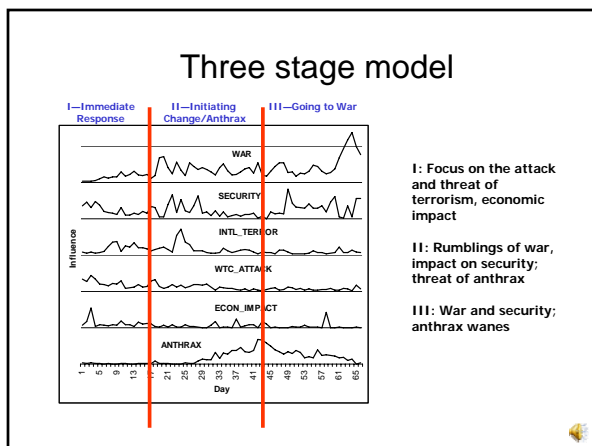 Three stage model
I—Immediate
Response
II—Initiating
Change/Anthrax
III—Going to War
WAR
SECURITY
INTL_TERROR
WTC_ATTACK
ECON_IMPACT
ANTHRAX
Influence
1 5 9 13 17 21 25 29 33 37 41 45 49 53 57 61 65
Day
I: Focus on the attack
and threat of
terrorism, economic
impact
II: Rumblings of war,
impact on security;
threat of anthrax
III: War and security;
anthrax wanes